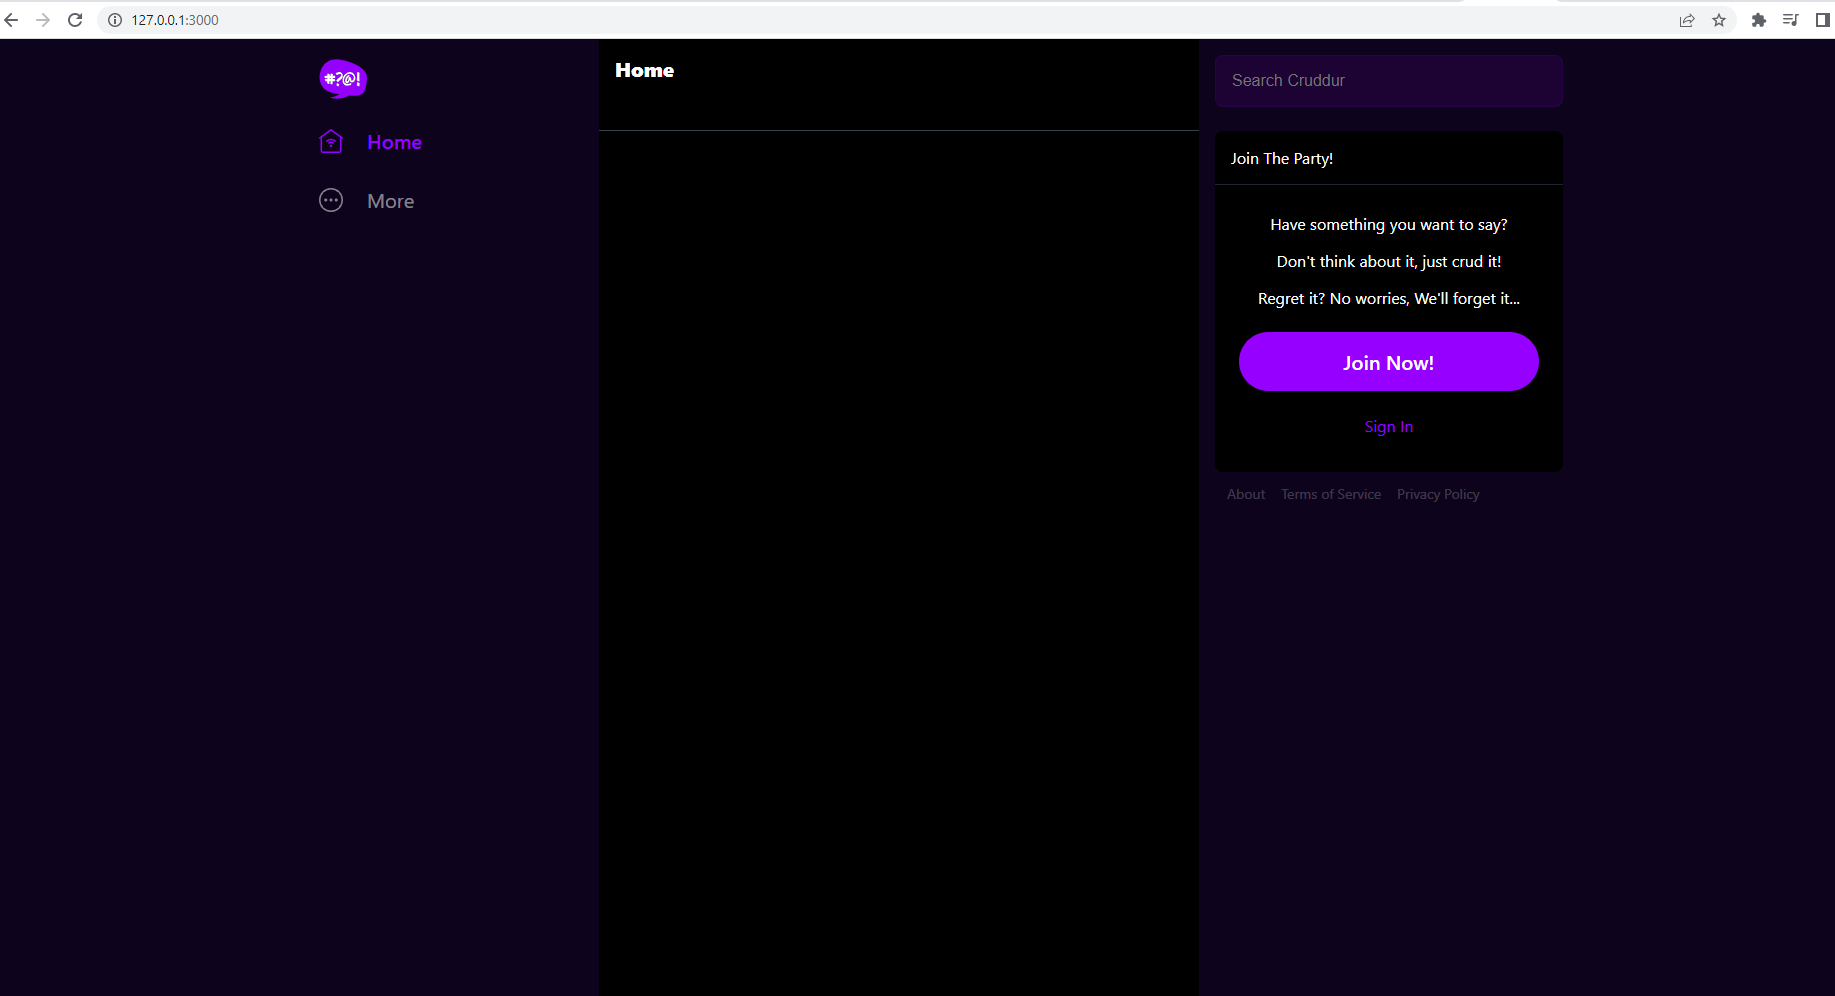 127.0.0.1:3000
#?@!
Home
More
Home
Search Cruddur
Join The Party!
Have something you want to say?
Don't think about it, just crud it!
Regret it? No worries, We'll forget it...
Join Now!
Sign In
About Terms of Service Privacy Policy